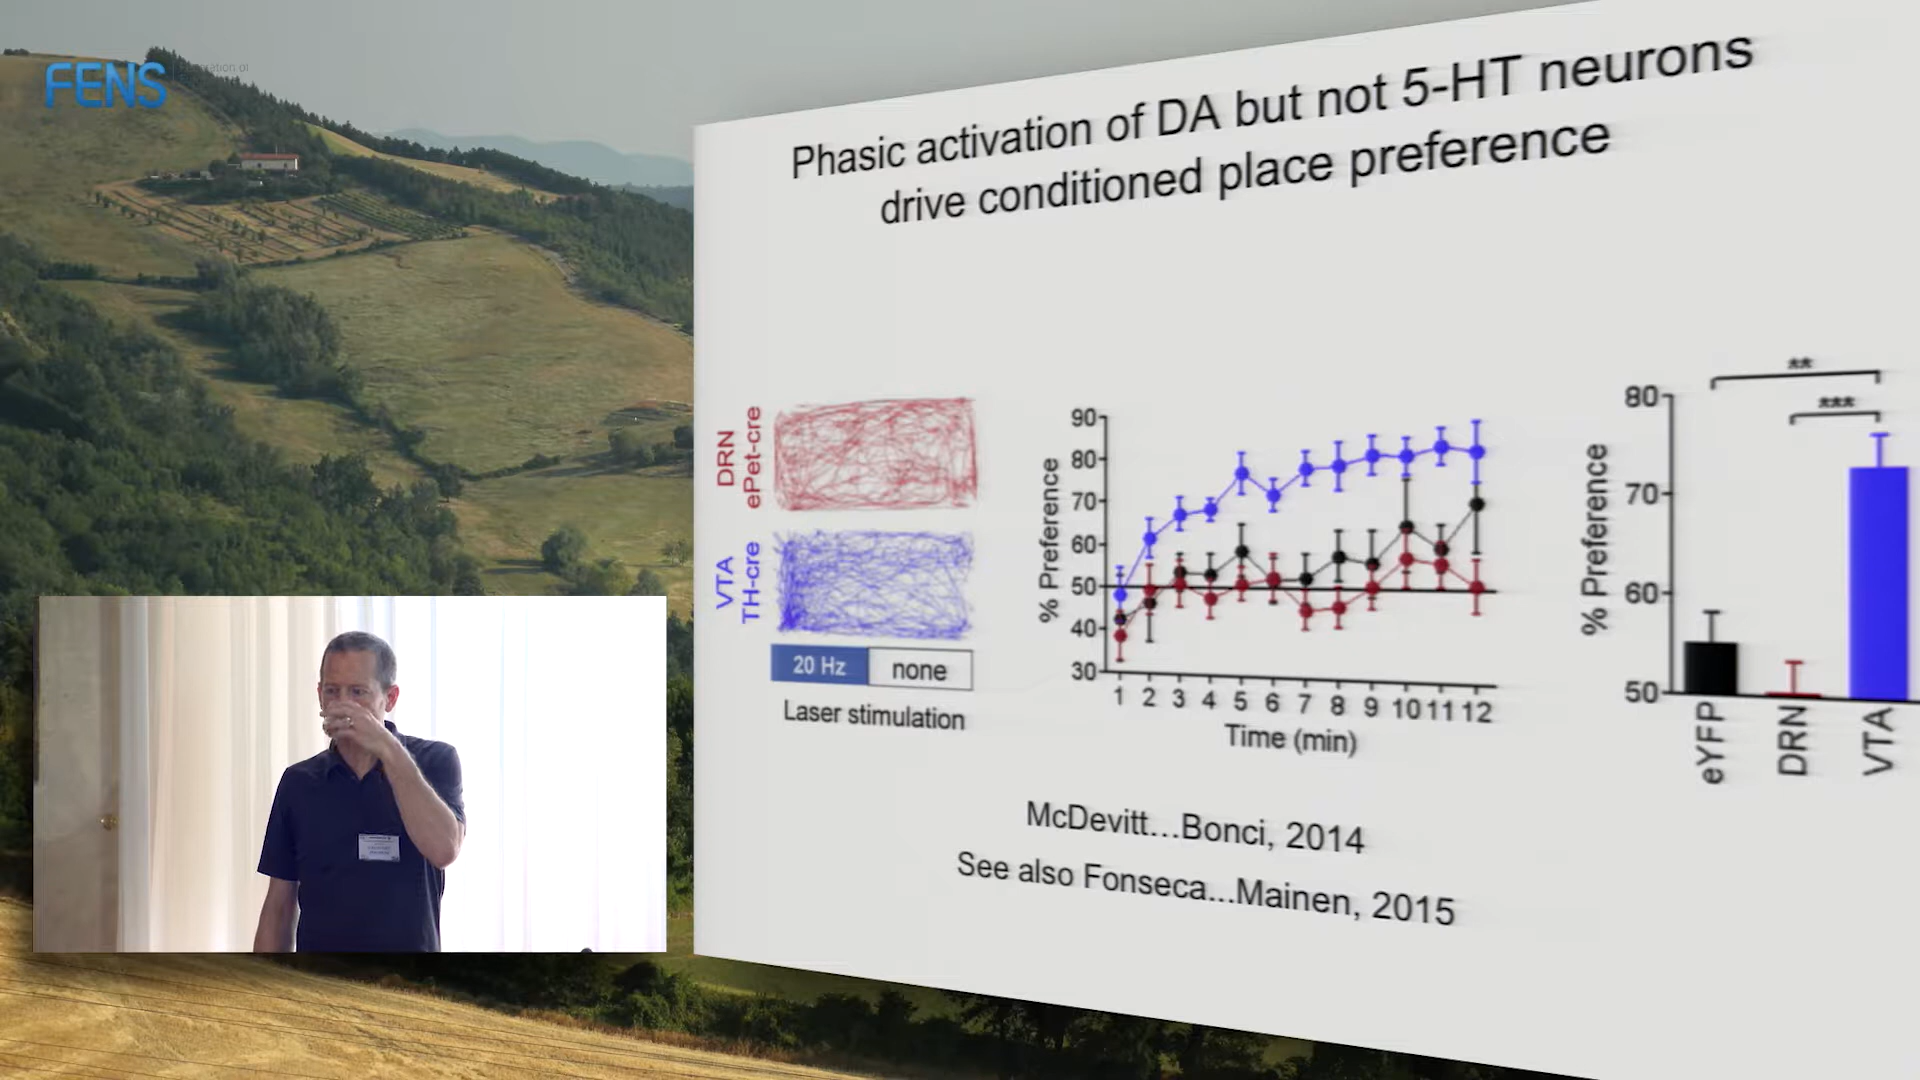 FENS
Phasic activation of DA but not 5-HT neurons
drive conditioned place preference
DRN
ePet-cre
VTA
TH-cre
20 Hz
none
Laser stimulation
% Preference
90
80
70
60
50
40
30
1 2 3 4 5 6 7 8 9 10 11 12
Time (min)
% Preference
80
70
60
50
**
***
eYFP
DRN
VTA
McDevitt...Bonci, 2014
See also Fonseca...Mainen, 2015